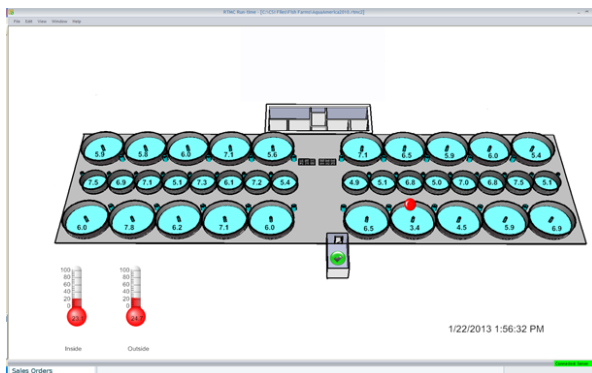 File Edit View Window Help
5.9 5.8 6.0 7.1 5.6 7.1 6.5 5.9 6.0 5.4
7.5 6.9 7.1 5.1 7.3 6.1 7.2 5.4 4.9 5.1 6.8 5.0 7.0 6.8 7.5 5.1
6.0 7.8 6.2 7.1 6.0 6.5 3.4 4.5 5.9 6.9
100 100
80 80
60 60
40 40
20 20
0 0
Inside Outside
1/22/2013 1:56:32 PM
Sales Orders